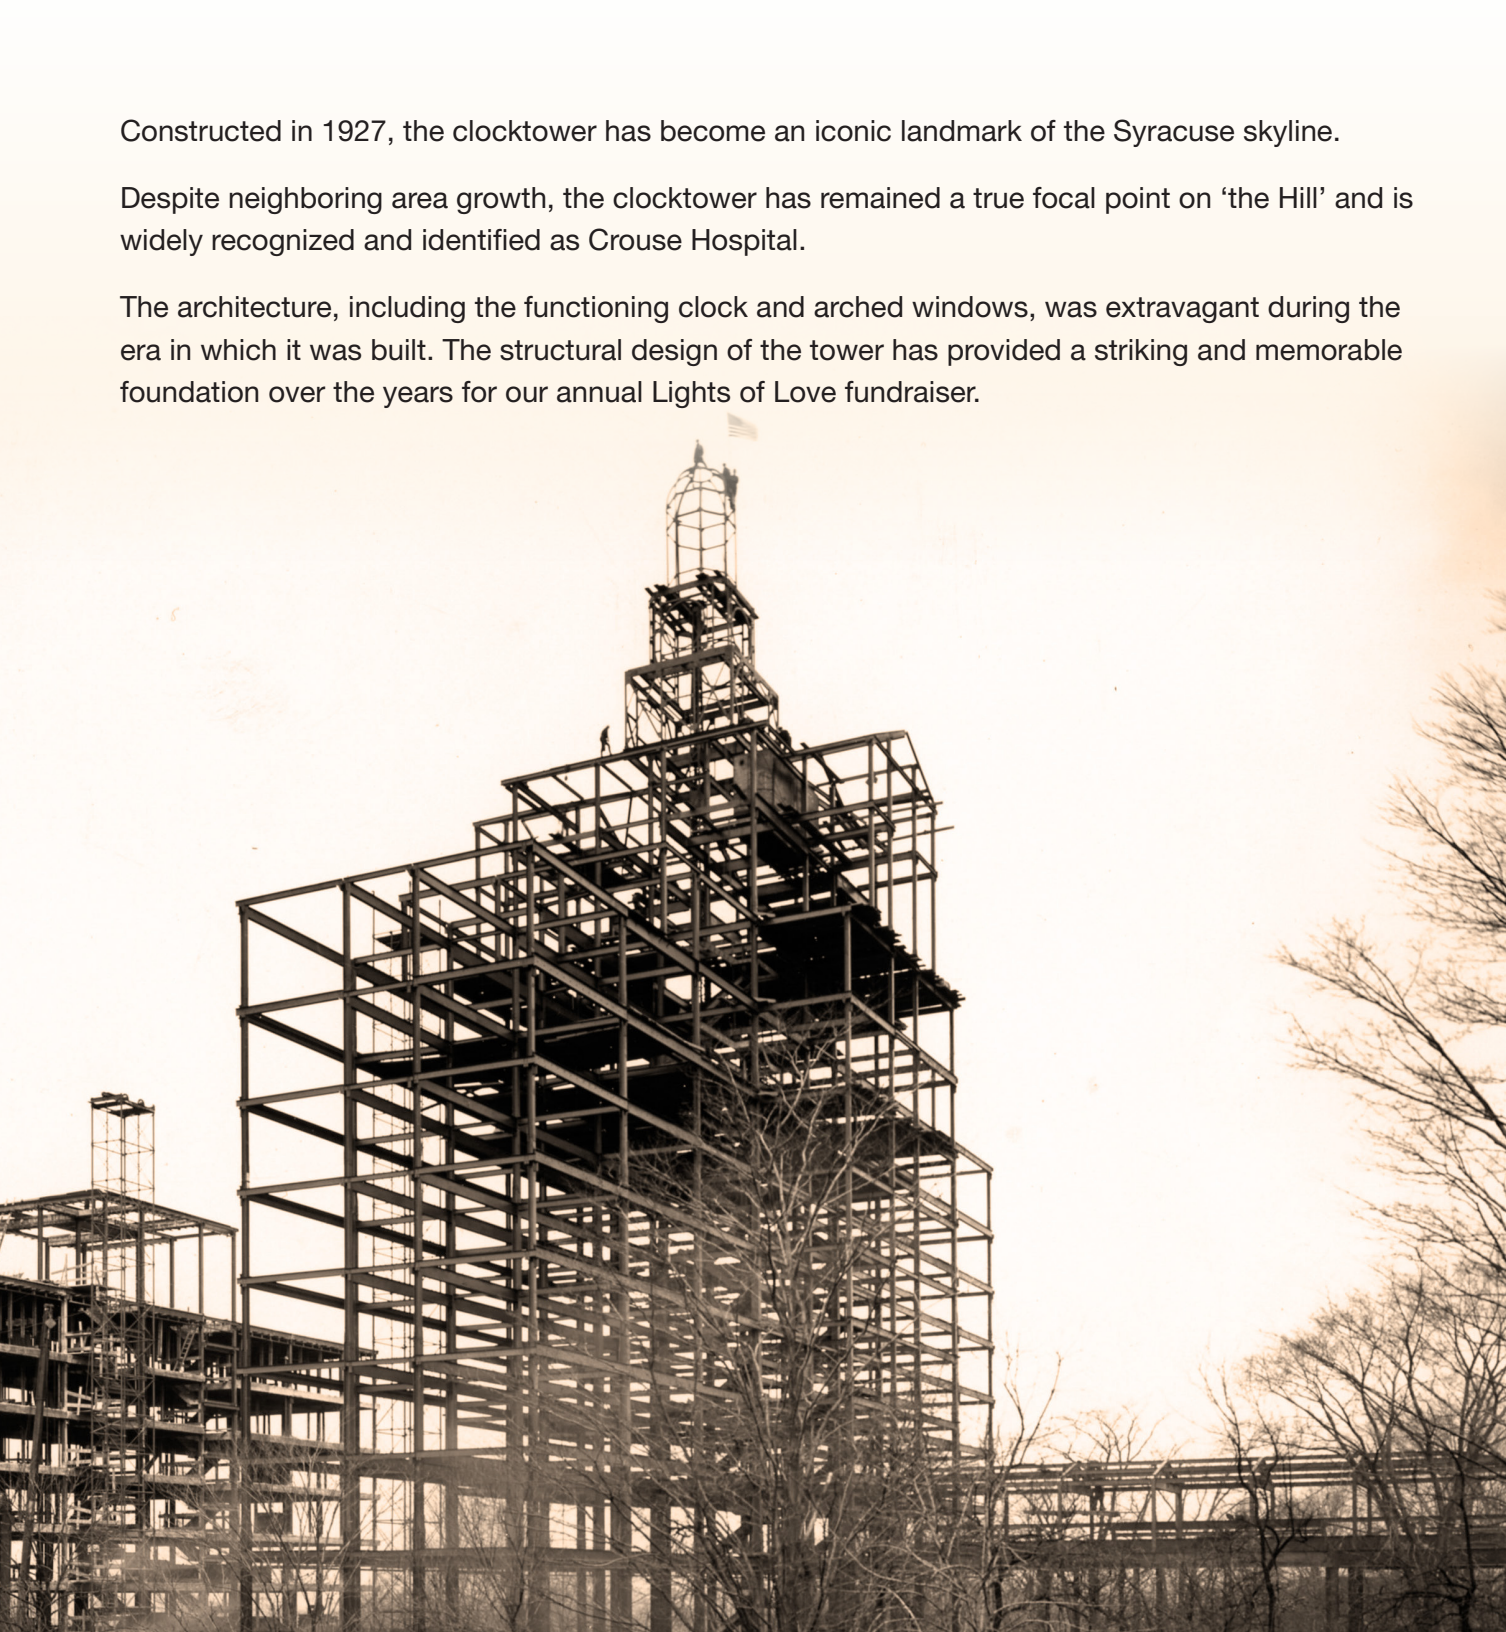 Constructed in 1927, the clocktower has become an iconic landmark of the Syracuse skyline.
Despite neighboring area growth, the clocktower has remained a true focal point on ‘the Hill’ and is
widely recognized and identified as Crouse Hospital.
The architecture, including the functioning clock and arched windows, was extravagant during the
era in which it was built. The structural design of the tower has provided a striking and memorable
foundation over the years for our annual Lights of Love fundraiser.